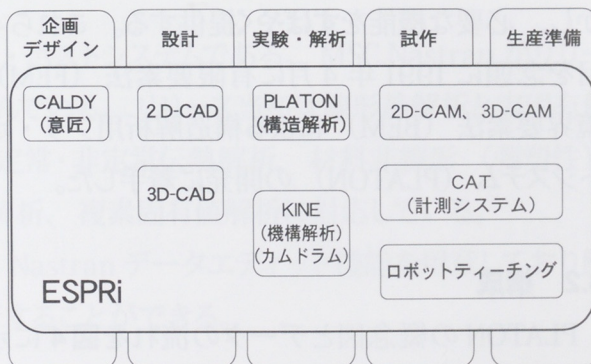 企画
デザイン
設計
実験・解析
試作
生産準備
CALDY
(意匠)
2D-CAD
PLATON
(構造解析)
2D-CAM、3D-CAM
3D-CAD
KINE
(機構解析)
(カムドラム)
CAT
(計測システム)
ロボットティーチング
ESPRi